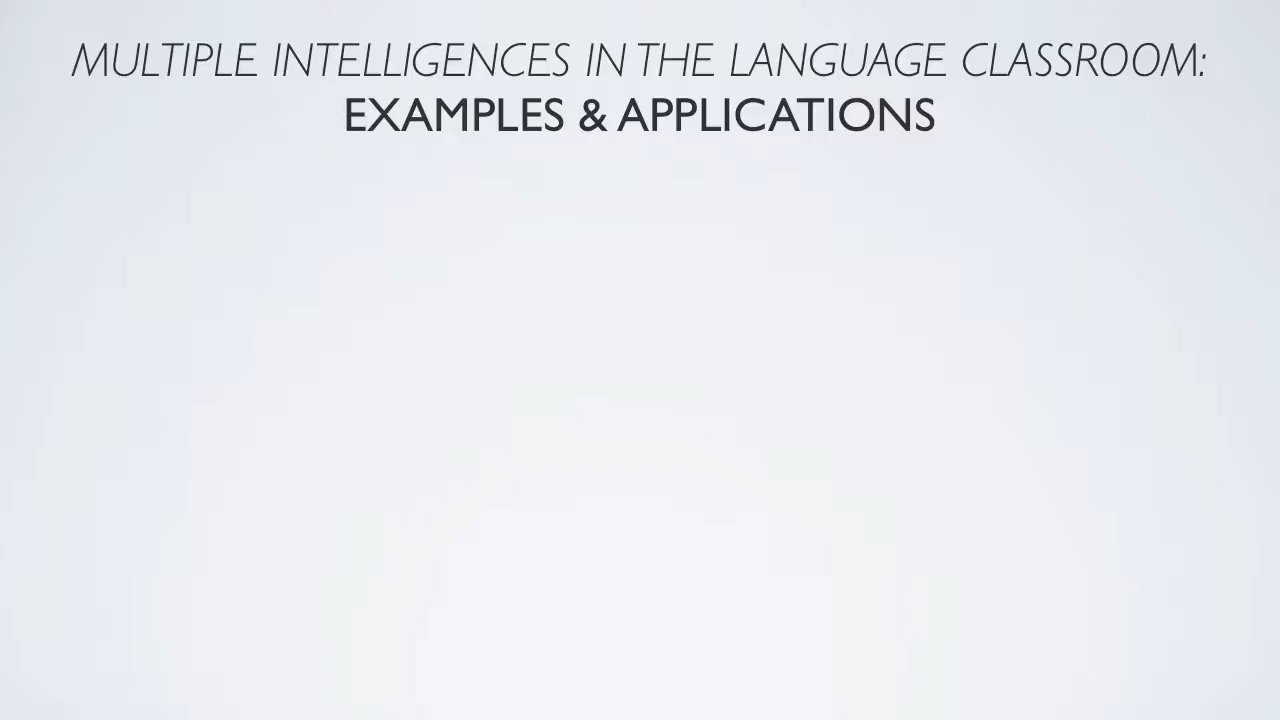 MULTIPLE INTELLIGENCES IN THE LANGUAGE CLASSROOM:
EXAMPLES & APPLICATIONS